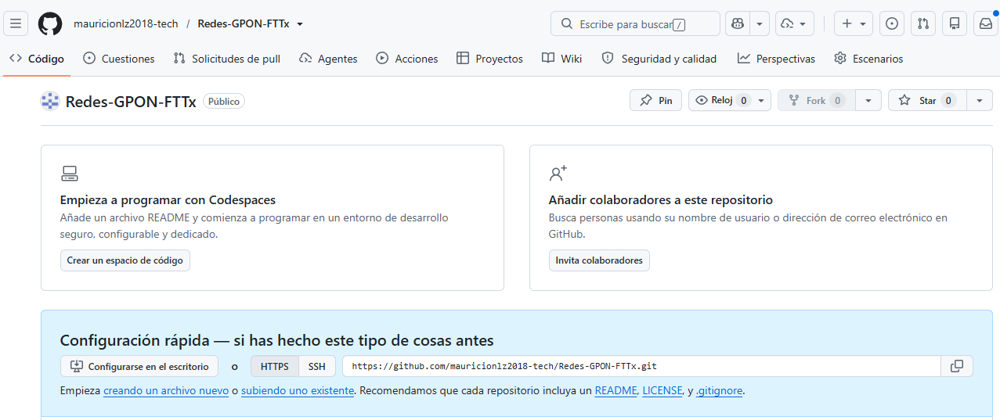 mauricionlz2018-tech / Redes-GPON-FTTx
Escribe para buscar /
Código Cuestiones Solicitudes de pull Agentes Acciones Proyectos Wiki Seguridad y calidad Perspectivas Escenarios
Redes-GPON-FTTx Público
Pin Reloj 0 Fork 0 Star 0
Empieza a programar con Codespaces
Añade un archivo README y comienza a programar en un entorno de desarrollo
seguro, configurable y dedicado.
Crear un espacio de código
Añadir colaboradores a este repositorio
Busca personas usando su nombre de usuario o dirección de correo electrónico en
GitHub.
Invita colaboradores
Configuración rápida — si has hecho este tipo de cosas antes
Configurarse en el escritorio o HTTPS SSH https://github.com/mauricionlz2018-tech/Redes-GPON-FTTx.git
Empieza creando un archivo nuevo o subiendo uno existente. Recomendamos que cada repositorio incluya un README, LICENSE, y .gitignore.